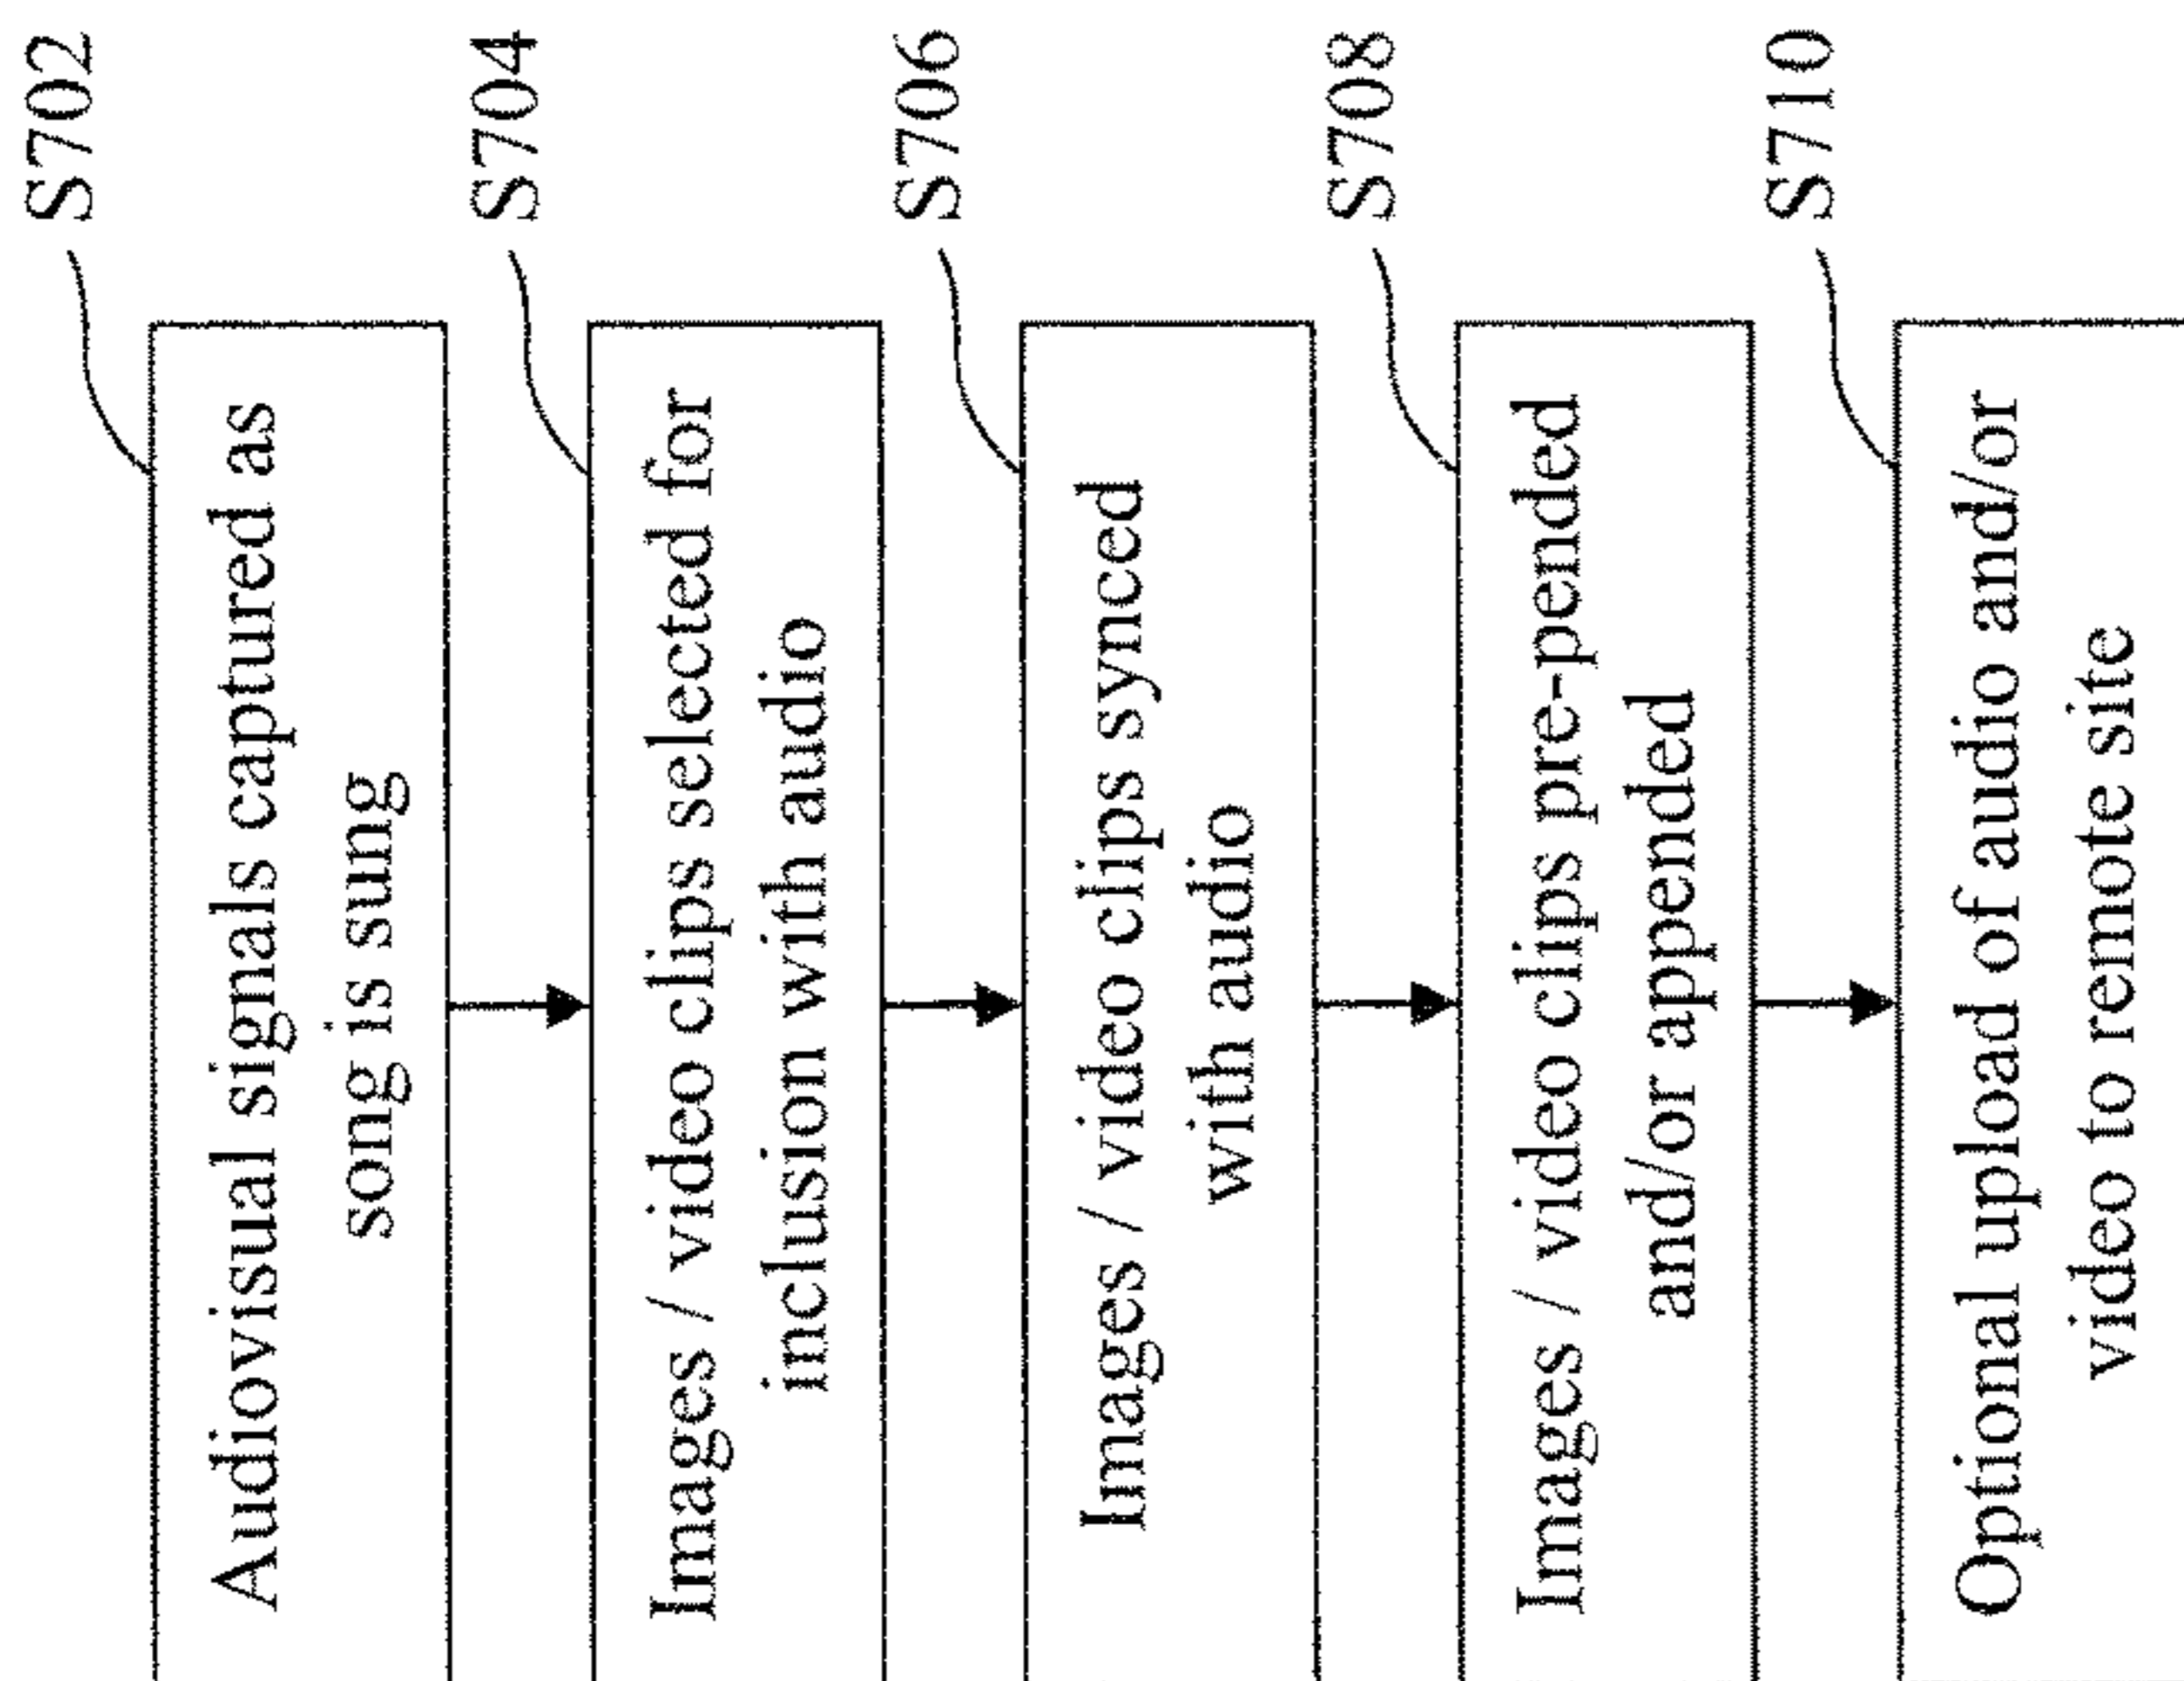 S702
Audiovisual signals captured as
song is sung
S704
Images / video clips selected for
inclusion with audio
S706
Images / video clips synced
with audio
S708
Images / video clips pre-pended
and/or appended
S710
Optional upload of audio and/or
video to remote site